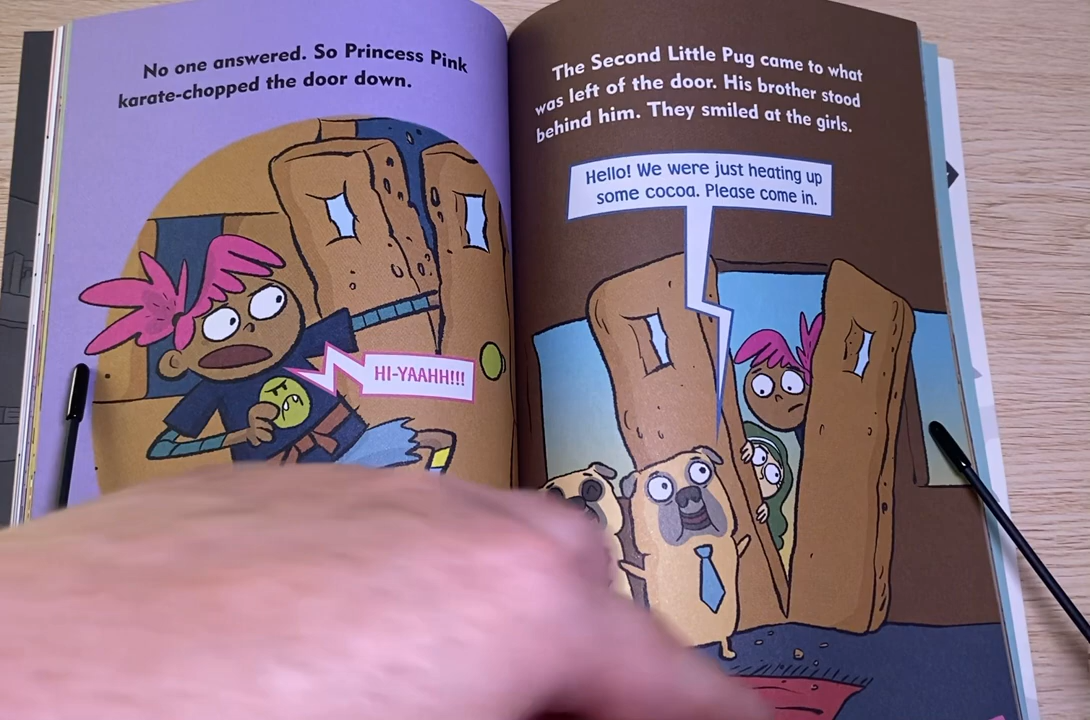 No one answered. So Princess Pink
karate-chopped the door down.
HI-YAAHH!!!
The Second Little Pug came to what
was left of the door. His brother stood
behind him. They smiled at the girls.
Hello! We were just heating up
some cocoa. Please come in.